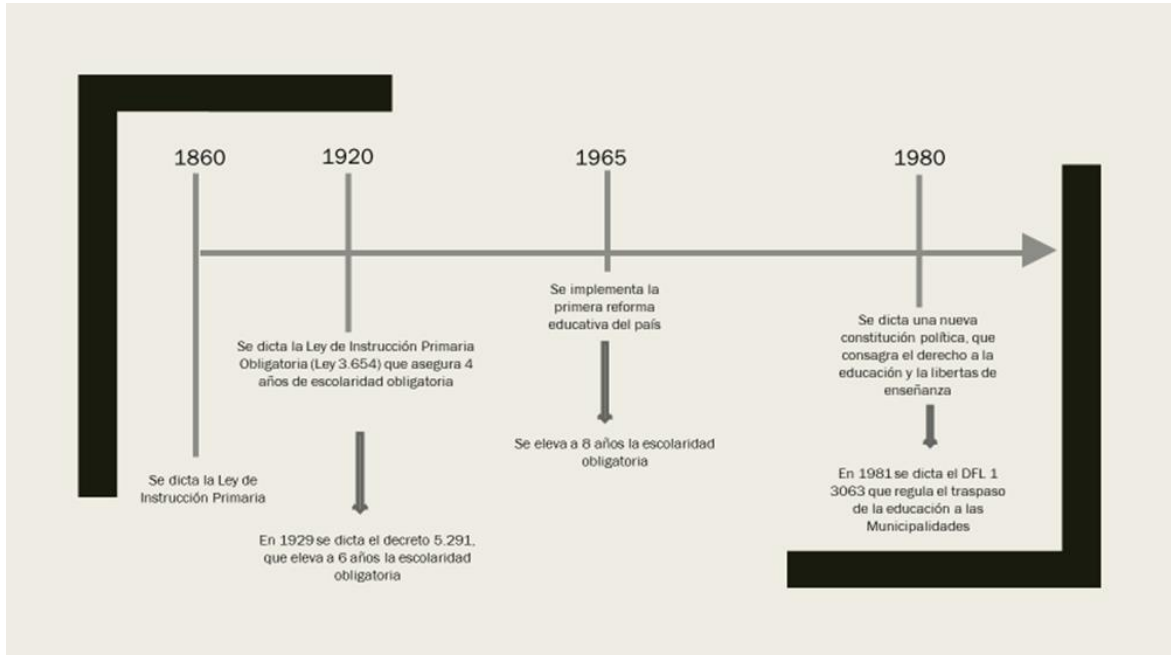 1860
1920
1965
1980
Se dicta la Ley de
Instrucción Primaria
Se dicta la Ley de Instrucción Primaria
Obligatoria (Ley 3.654) que asegura 4
años de escolaridad obligatoria
En 1929 se dicta el decreto 5.291,
que eleva a 6 años la escolaridad
obligatoria
Se implementa la
primera reforma
educativa del país
Se eleva a 8 años la escolaridad
obligatoria
Se dicta una nueva
constitución política, que
consagra el derecho a la
educación y la libertas de
enseñanza
En 1981 se dicta el DFL 1
3063 que regula el traspaso
de la educación a las
Municipalidades